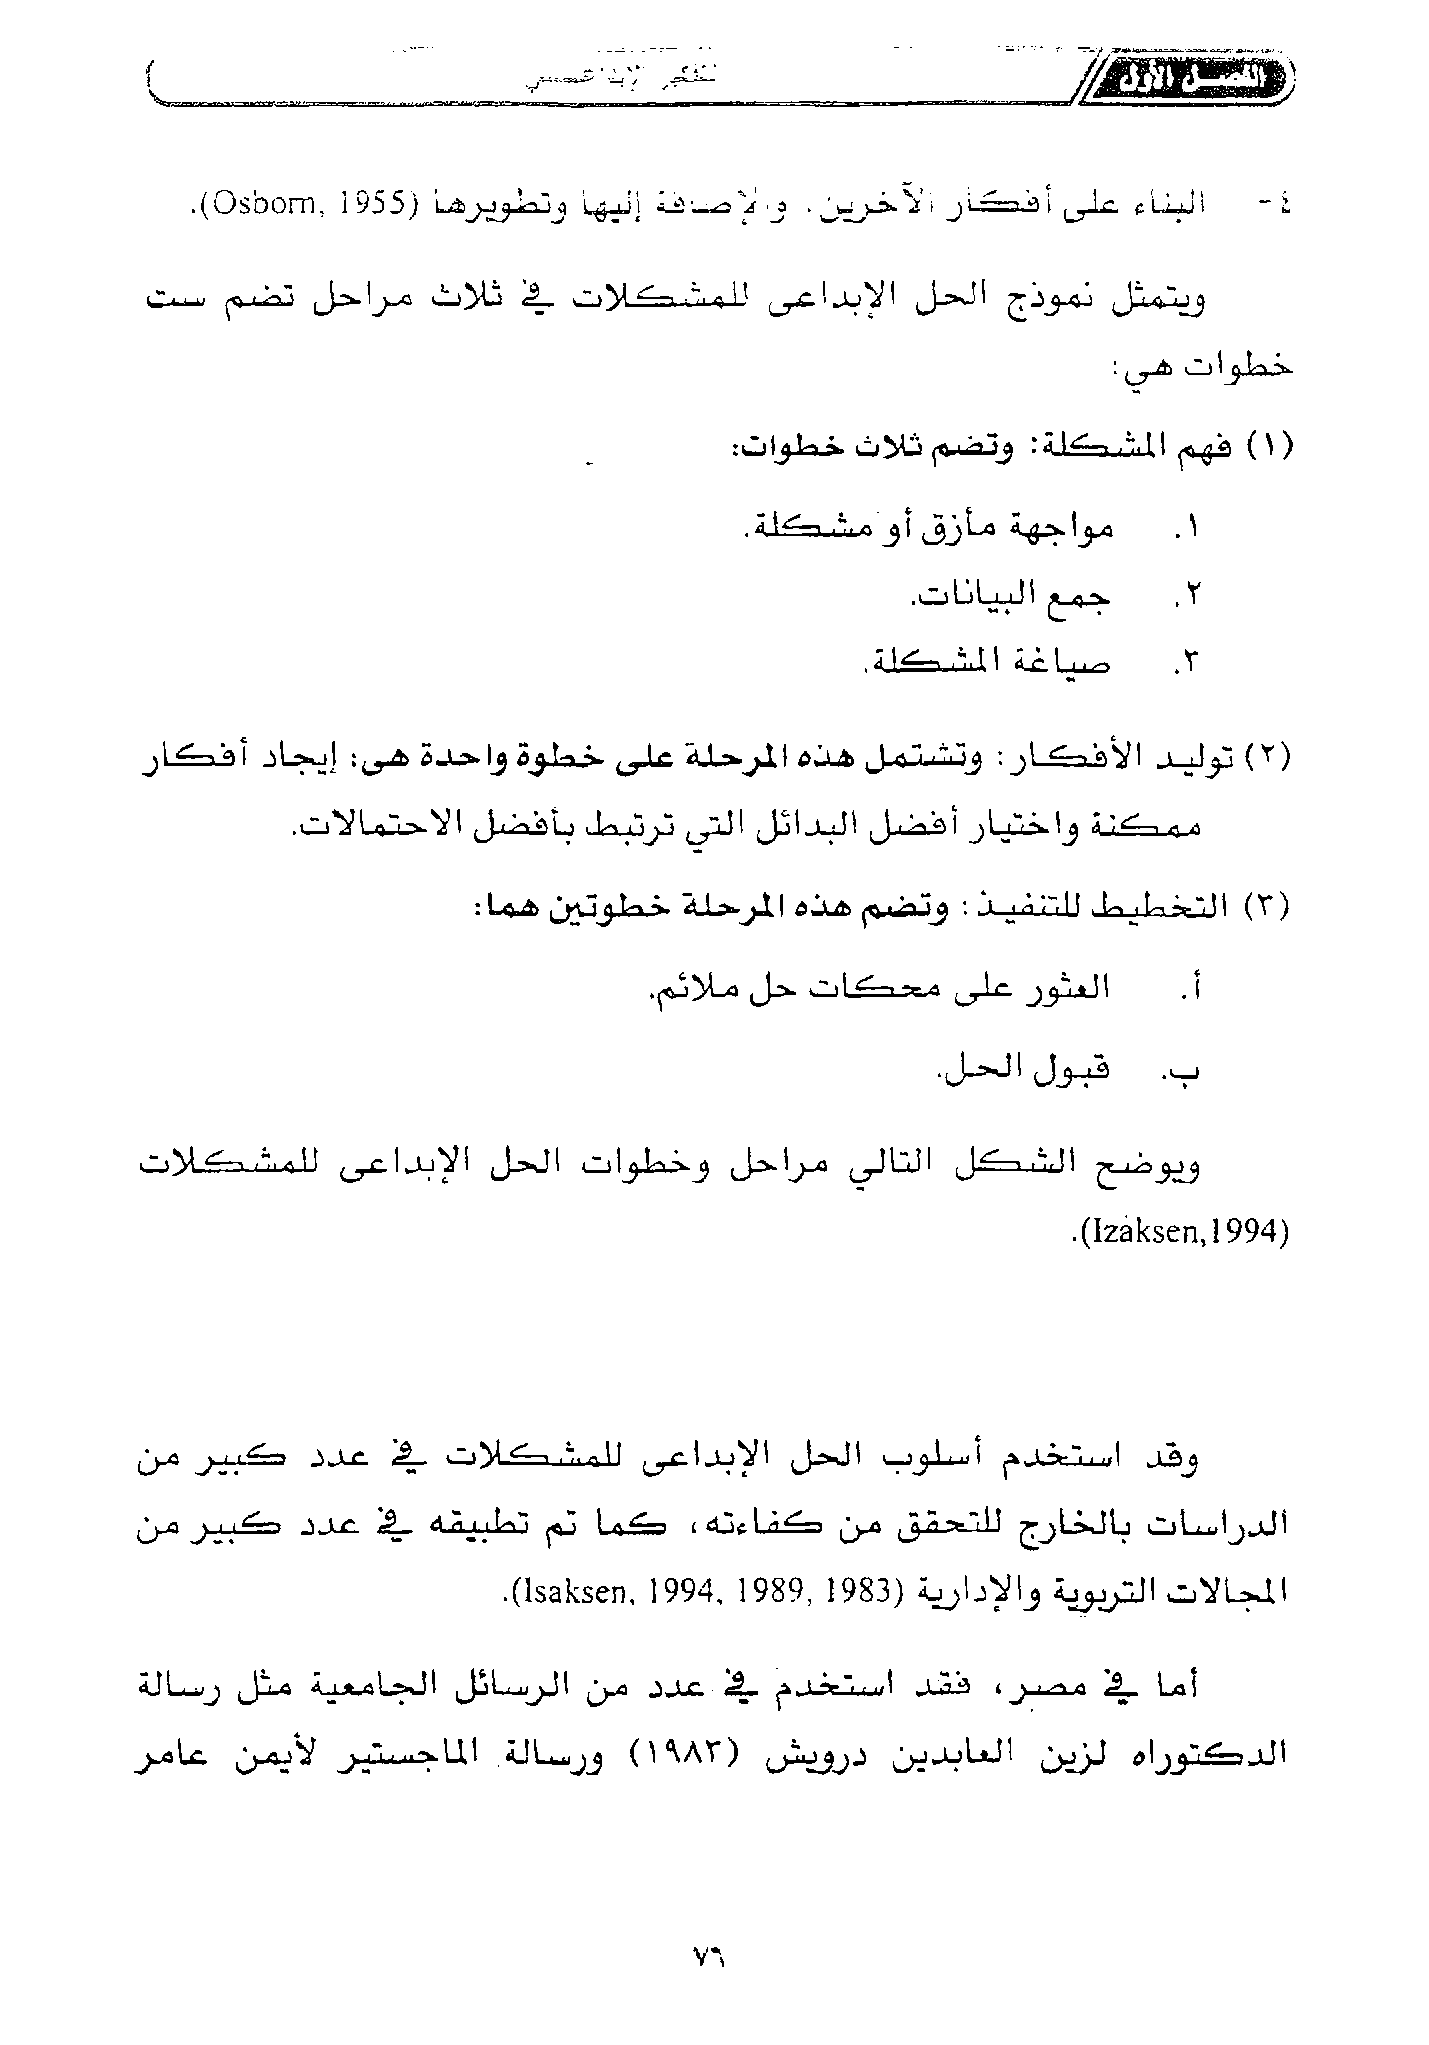 الفصل الأول
٤- البناء على أفكار الآخرين. والإضافة إليها وتطويرها (Osborn, 1955).
ويتمثل نموذج الحل الإبداعى للمشكلات في ثلاث مراحل تضم ست
خطوات هي:
(١) فهم المشكلة: وتضم ثلاث خطوات:
١. مواجهة مأزق أو مشكلة.
٢. جمع البيانات.
٣. صياغة المشكلة.
(٢) توليد الأفكار: وتشتمل هذه المرحلة على خطوة واحدة هى: إيجاد أفكار
ممكنة واختيار أفضل البدائل التي ترتبط بأفضل الاحتمالات.
(٣) التخطيط للتنفيذ: وتضم هذه المرحلة خطوتين هما:
أ. العثور على محكات حل ملائم.
ب. قبول الحل.
ويوضح الشكل التالي مراحل وخطوات الحل الإبداعى للمشكلات
(Izaksen,1994).
وقد استخدم أسلوب الحل الإبداعى للمشكلات في عدد كبير من
الدراسات بالخارج للتحقق من كفاءته، كما تم تطبيقه في عدد كبير من
المجالات التربوية والإدارية (Isaksen, 1994, 1989, 1983).
أما في مصر، فقد استخدم في عدد من الرسائل الجامعية مثل رسالة
الدكتوراه لزين العابدين درويش (١٩٨٣) ورسالة الماجستير لأيمن عامر
٧٦